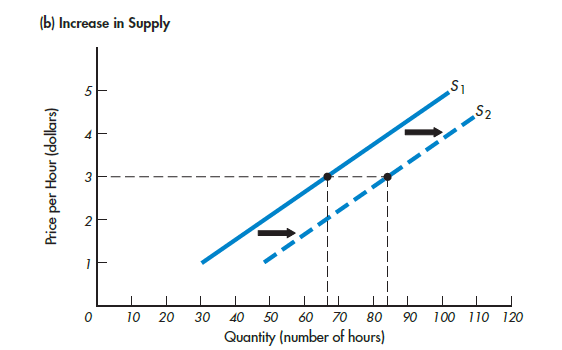 (b) Increase in Supply
Price per Hour (dollars)
5
4
3
2
1
S1
S2
0 10 20 30 40 50 60 70 80 90 100 110 120
Quantity (number of hours)